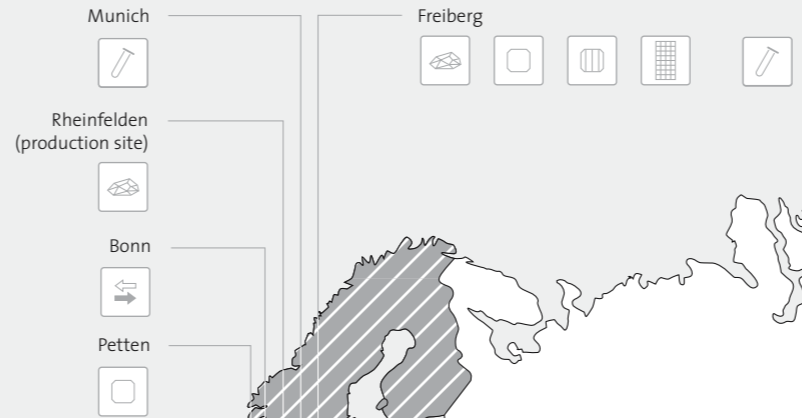 Munich
Freiberg
Rheinfelden
(production site)
Bonn
Petten